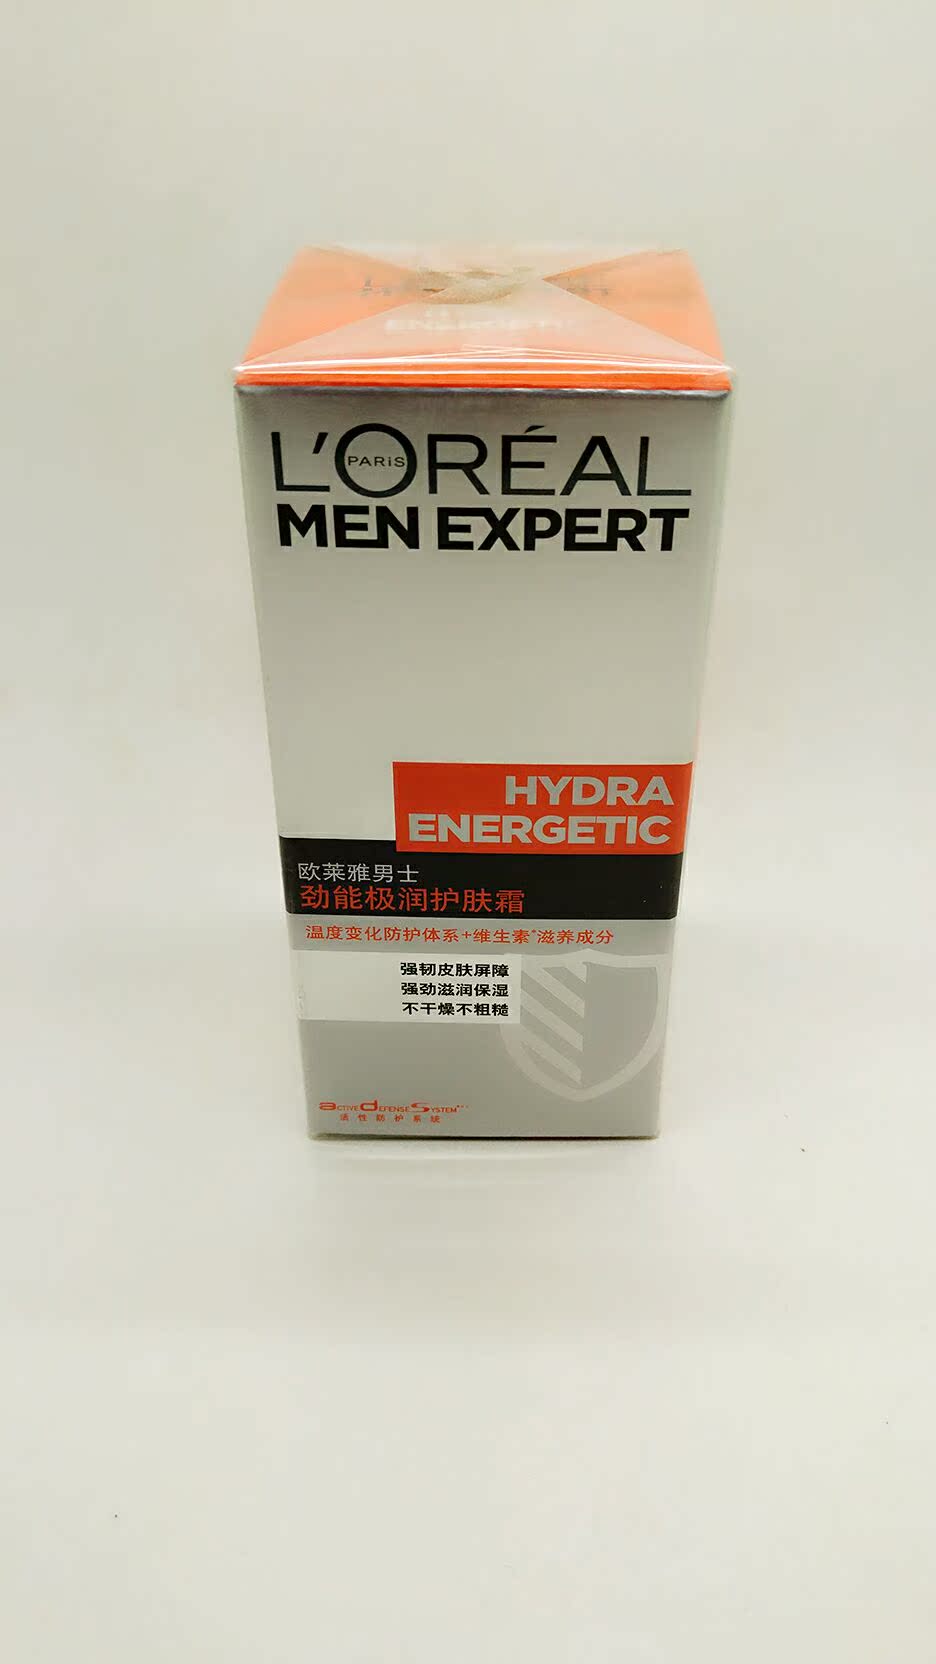 ENERGETIC
L'ORÉAL
PARIS
MEN EXPERT
HYDRA
ENERGETIC
欧莱雅男士
劲能极润护肤霜
温度变化防护体系+维生素*滋养成分
强韧皮肤屏障
强劲滋润保湿
不干燥不粗糙
ACTIVE DEFENSE SYSTEM
活性防护系统